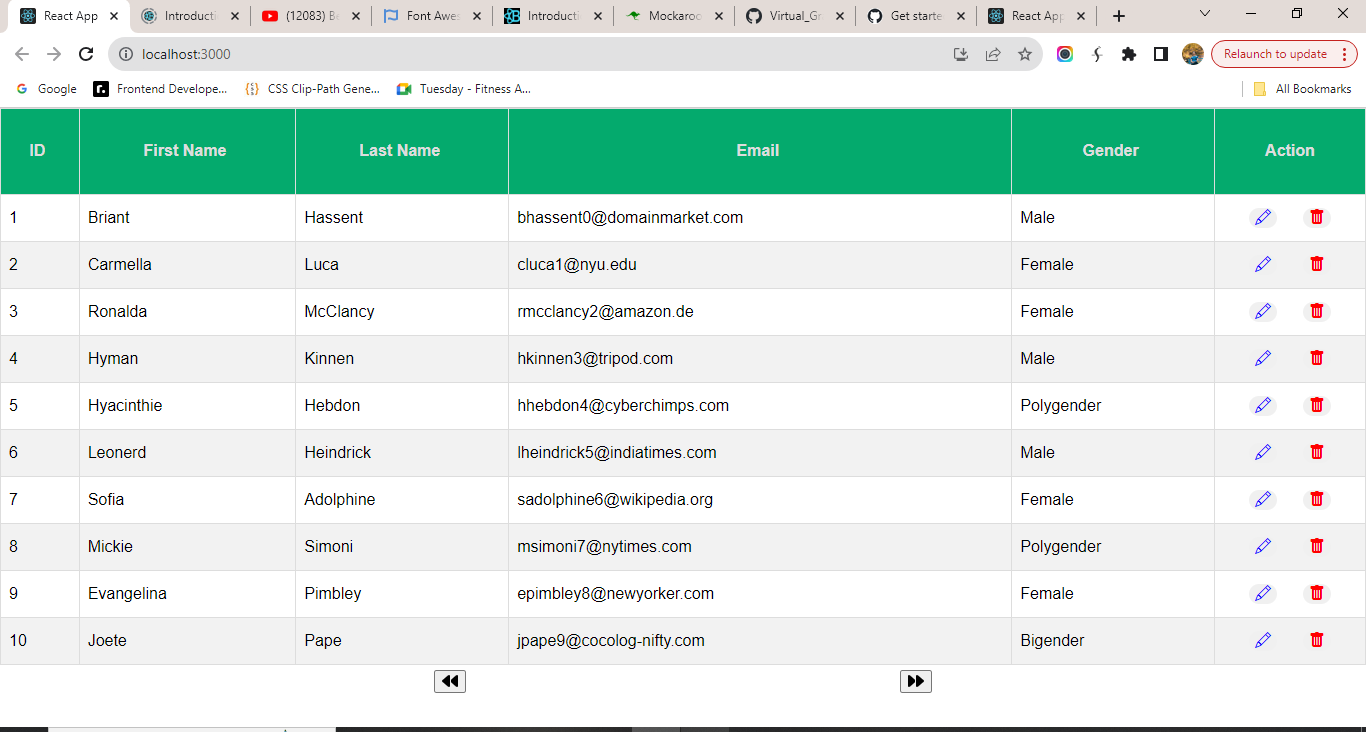 React App Introducti (12083) Be Font Awes Introducti Mockaroo Virtual_Gr Get starte React App
localhost:3000 Relaunch to update
Google Frontend Develope... CSS Clip-Path Gene... Tuesday - Fitness A... All Bookmarks
ID First Name Last Name Email Gender Action
1 Briant Hassent bhassent0@domainmarket.com Male
2 Carmella Luca cluca1@nyu.edu Female
3 Ronalda McClancy rmcclancy2@amazon.de Female
4 Hyman Kinnen hkinnen3@tripod.com Male
5 Hyacinthie Hebdon hhebdon4@cyberchimps.com Polygender
6 Leonerd Heindrick lheindrick5@indiatimes.com Male
7 Sofia Adolphine sadolphine6@wikipedia.org Female
8 Mickie Simoni msimoni7@nytimes.com Polygender
9 Evangelina Pimbley epimbley8@newyorker.com Female
10 Joete Pape jpape9@cocolog-nifty.com Bigender